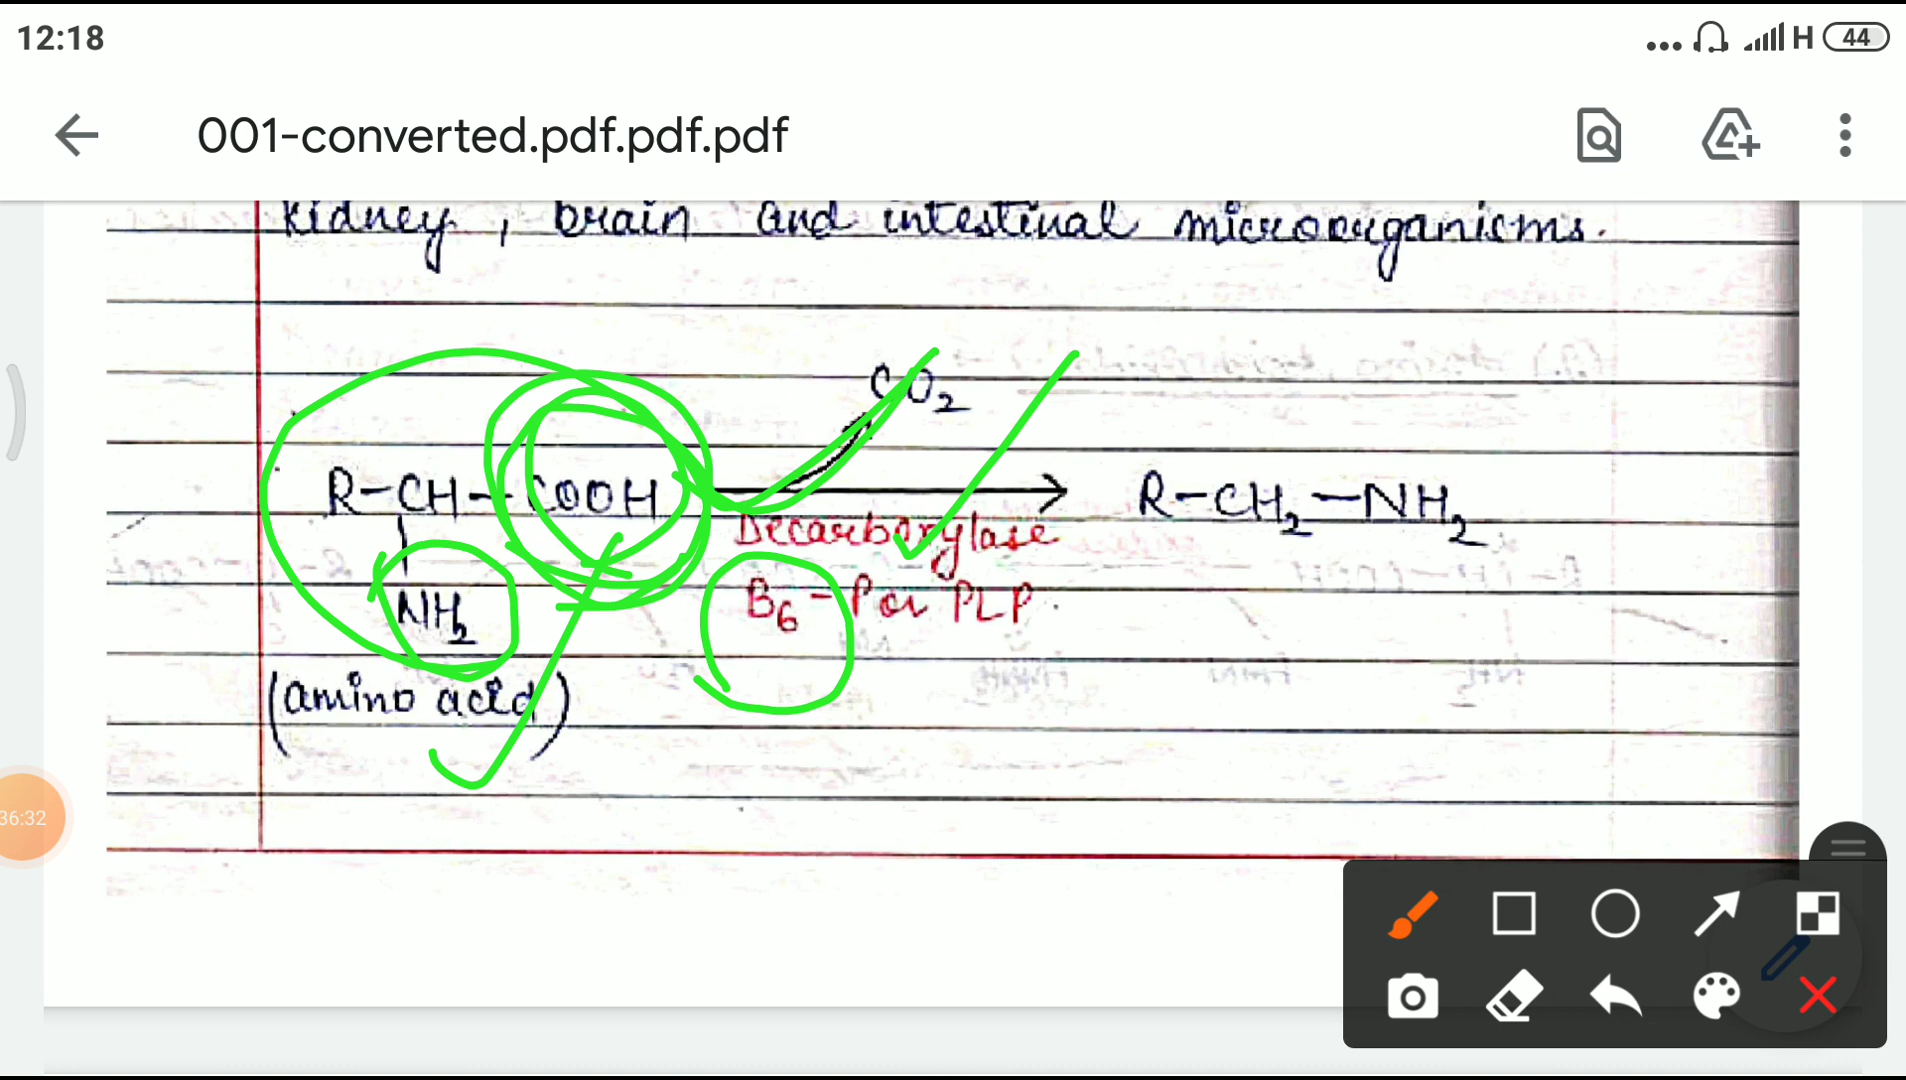 12:18
H 44
001-converted.pdf.pdf.pdf
kidney, brain and intestinal microorganisms.
CO2
R-CH-COOH
R-CH2-NH2
Decarboxylase
NH2
B6-P or PLP.
(amino acid)
36:32